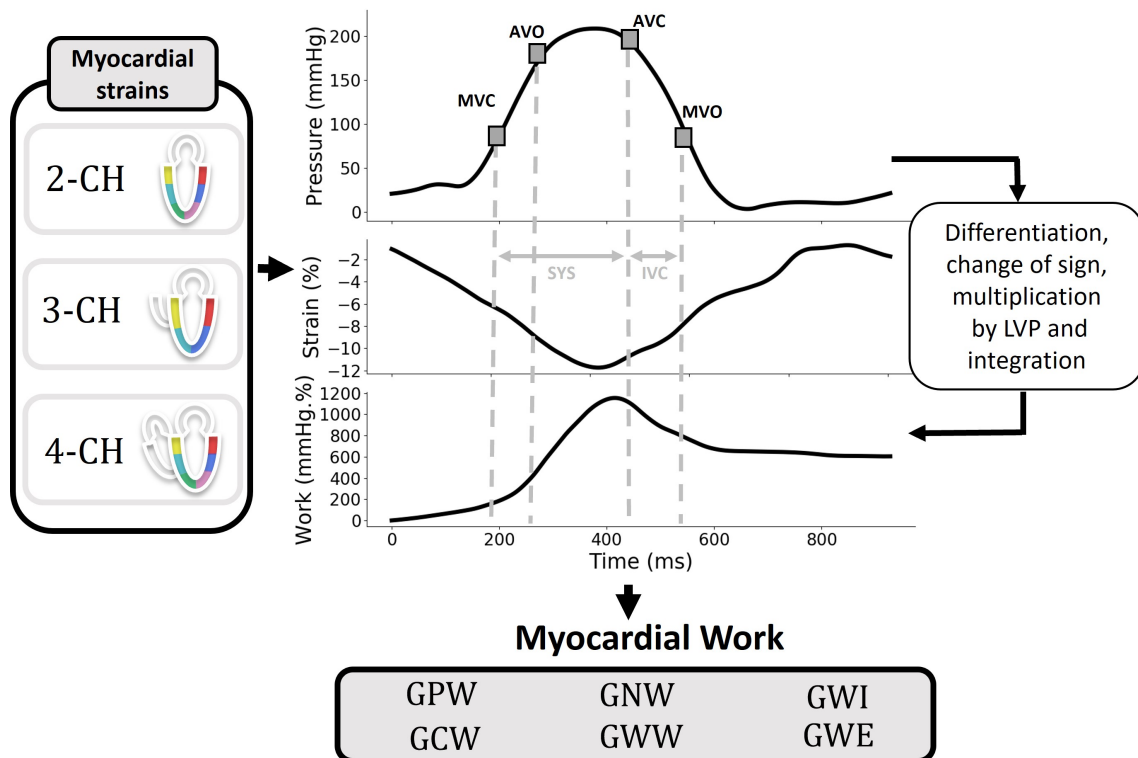 Myocardial
strains
2-CH
3-CH
4-CH
Pressure (mmHg)
200
150
100
50
0
MVC
AVO
AVC
MVO
Strain (%)
−2
−4
−6
−8
−10
−12
SYS
IVC
Work (mmHg.%)
1200
1000
800
600
400
200
0
0
200
400
600
800
Time (ms)
Differentiation,
change of sign,
multiplication
by LVP and
integration
Myocardial Work
GPW GNW GWI
GCW GWW GWE